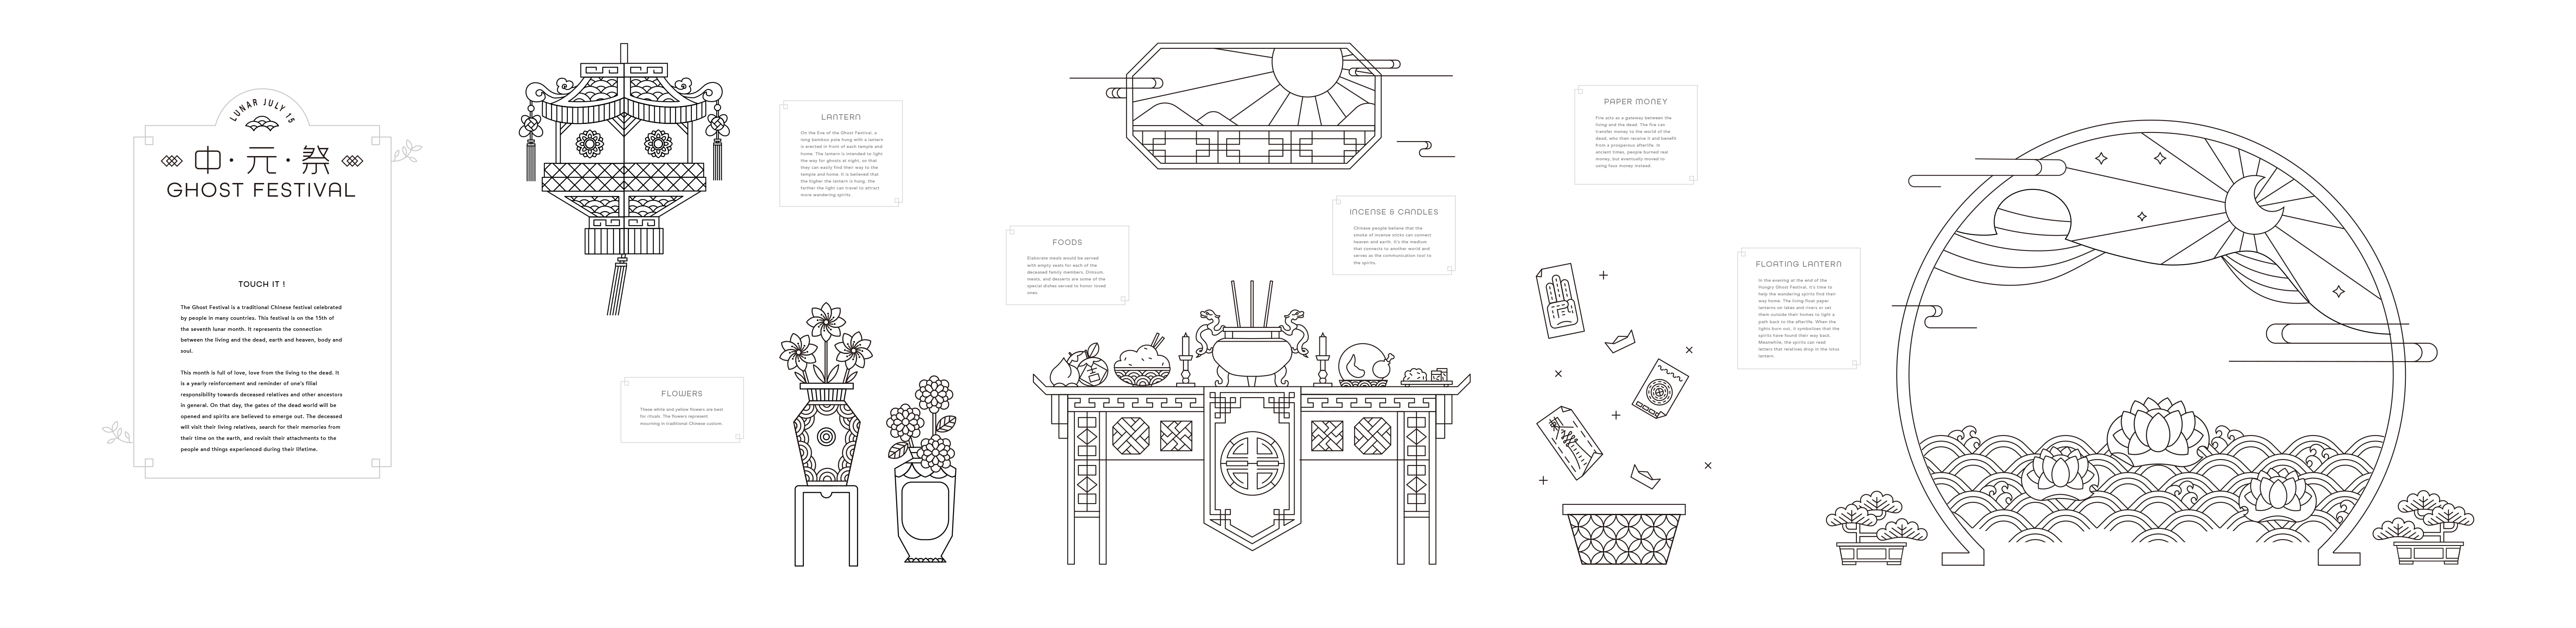 LUNAR JULY 15
中·元·祭
GHOST FESTIVAL
TOUCH IT !
The Ghost Festival is a traditional Chinese festival celebrated
by people in many countries. This festival is on the 15th of
the seventh lunar month. It represents the connection
between the living and the dead, earth and heaven, body and
soul.
This month is full of love, love from the living to the dead. It
is a yearly reinforcement and reminder of one's filial
responsibility towards deceased relatives and other ancestors
in general. On that day, the gates of the dead world will be
opened and spirits are believed to emerge out. The deceased
will visit their living relatives, search for their memories from
their time on the earth, and revisit their attachments to the
people and things experienced during their lifetime.
LANTERN
On the Eve of the Ghost Festival, a
long bamboo pole hung with a lantern
is erected in front of each temple and
home. The lantern is intended to light
the way for ghosts at night, so that
they can easily find their way to the
temple and home. It is believed that
the higher the lantern is hung, the
farther the light can travel to attract
more wandering spirits.
FLOWERS
These white and yellow flowers are best
for rituals. The flowers represent
mourning in traditional Chinese custom.
FOODS
Elaborate meals would be served
with empty seats for each of the
deceased family members. Dimsum,
meats, and desserts are some of the
special dishes served to honor loved
ones.
INCENSE & CANDLES
Chinese people believe that the
smoke of incense sticks can connect
heaven and earth. It's the medium
that connects to another world and
serves as the communication tool to
the spirits.
PAPER MONEY
Fire acts as a gateway between the
living and the dead. The fire can
transfer money to the world of the
dead, who then receive it and benefit
from a prosperous afterlife. In
ancient times, people burned real
money, but eventually moved to
using faux money instead.
FLOATING LANTERN
In the evening at the end of the
Hungry Ghost Festival, it's time to
help the wandering spirits find their
way home. The living float paper
lanterns on lakes and rivers or set
them outside their homes to light a
path back to the afterlife. When the
lights burn out, it symbolises that the
spirits have found their way back.
Meanwhile, the spirits can read
letters that relatives drop in the lotus
lantern.